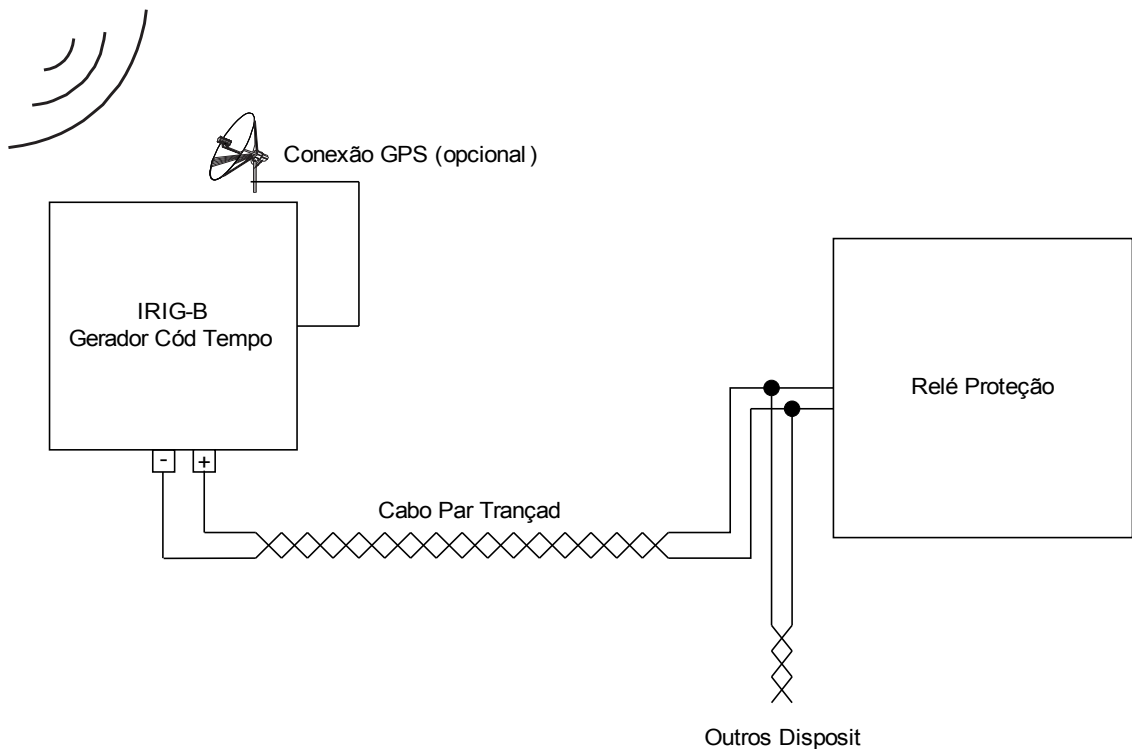 Conexão GPS (opcional)
IRIG-B
Gerador Cód Tempo
Relé Proteção
- +
Cabo Par Trançad
Outros Disposit